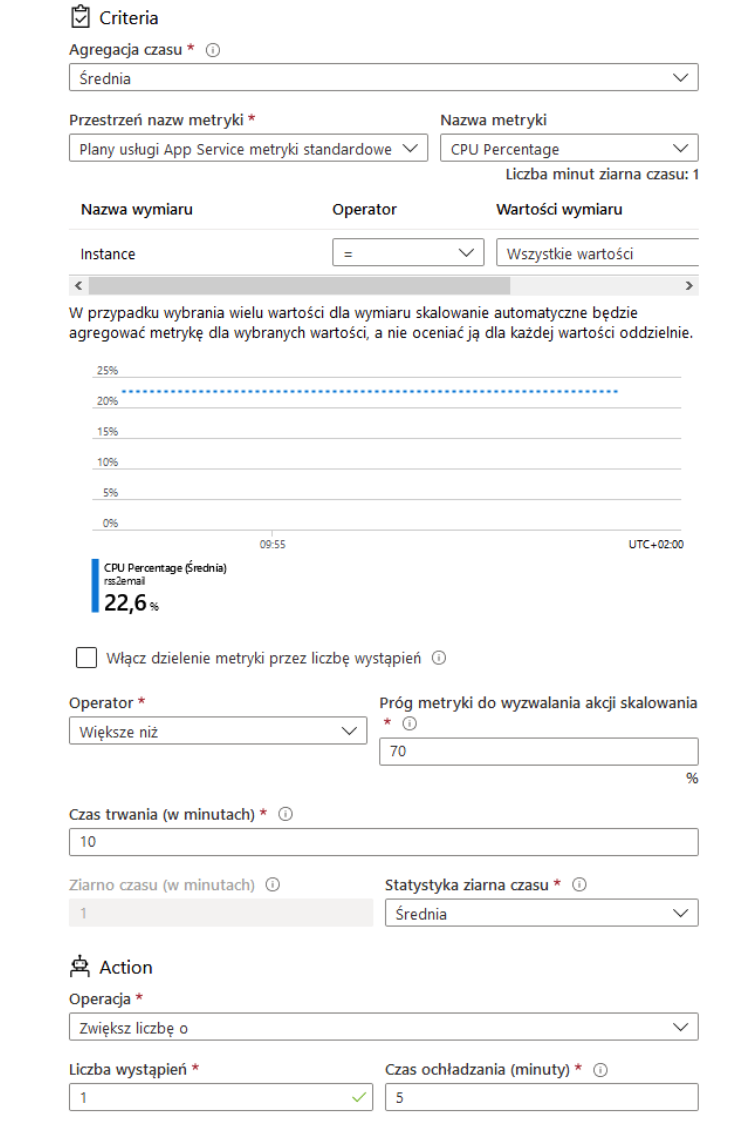 Criteria
Agregacja czasu *
Średnia
Przestrzeń nazw metryki * Nazwa metryki
Plany usługi App Service metryki standardowe CPU Percentage
Liczba minut ziarna czasu: 1
Nazwa wymiaru Operator Wartości wymiaru
Instance = Wszystkie wartości
W przypadku wybrania wielu wartości dla wymiaru skalowanie automatyczne będzie
agregować metrykę dla wybranych wartości, a nie oceniać ją dla każdej wartości oddzielnie.
25%
20%
15%
10%
5%
0%
09:55 UTC+02:00
CPU Percentage (Średnia)
rss2email
22,6 %
Włącz dzielenie metryki przez liczbę wystąpień
Operator * Próg metryki do wyzwalania akcji skalowania
*
Większe niż
70
%
Czas trwania (w minutach) *
10
Ziarno czasu (w minutach) Statystyka ziarna czasu *
1 Średnia
Action
Operacja *
Zwiększ liczbę o
Liczba wystąpień * Czas ochładzania (minuty) *
1 5